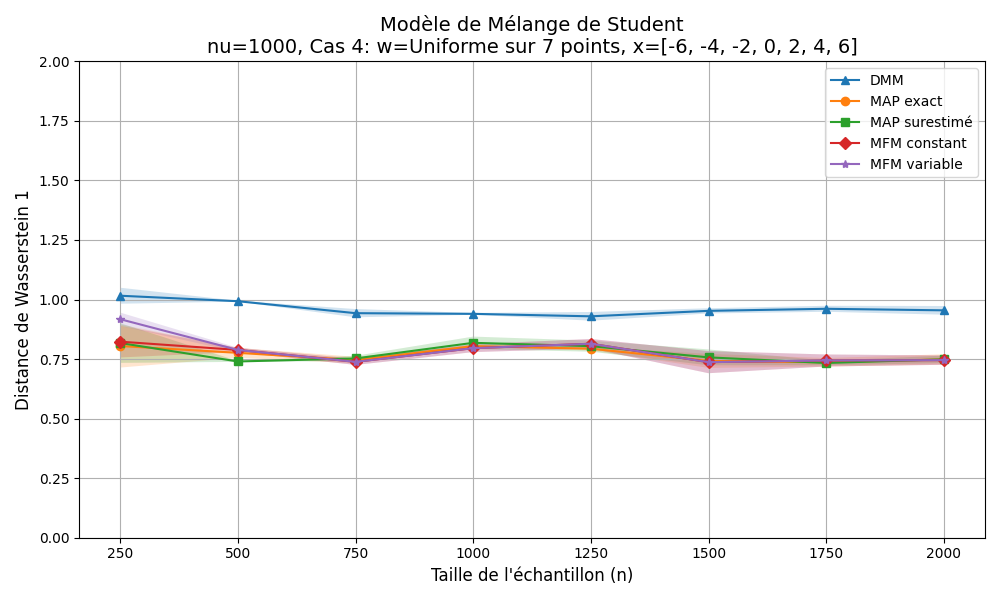 Modèle de Mélange de Student
nu=1000, Cas 4: w=Uniforme sur 7 points, x=[-6, -4, -2, 0, 2, 4, 6]
Distance de Wasserstein 1
2.00
1.75
1.50
1.25
1.00
0.75
0.50
0.25
0.00
DMM
MAP exact
MAP surestimé
MFM constant
MFM variable
250 500 750 1000 1250 1500 1750 2000
Taille de l'échantillon (n)